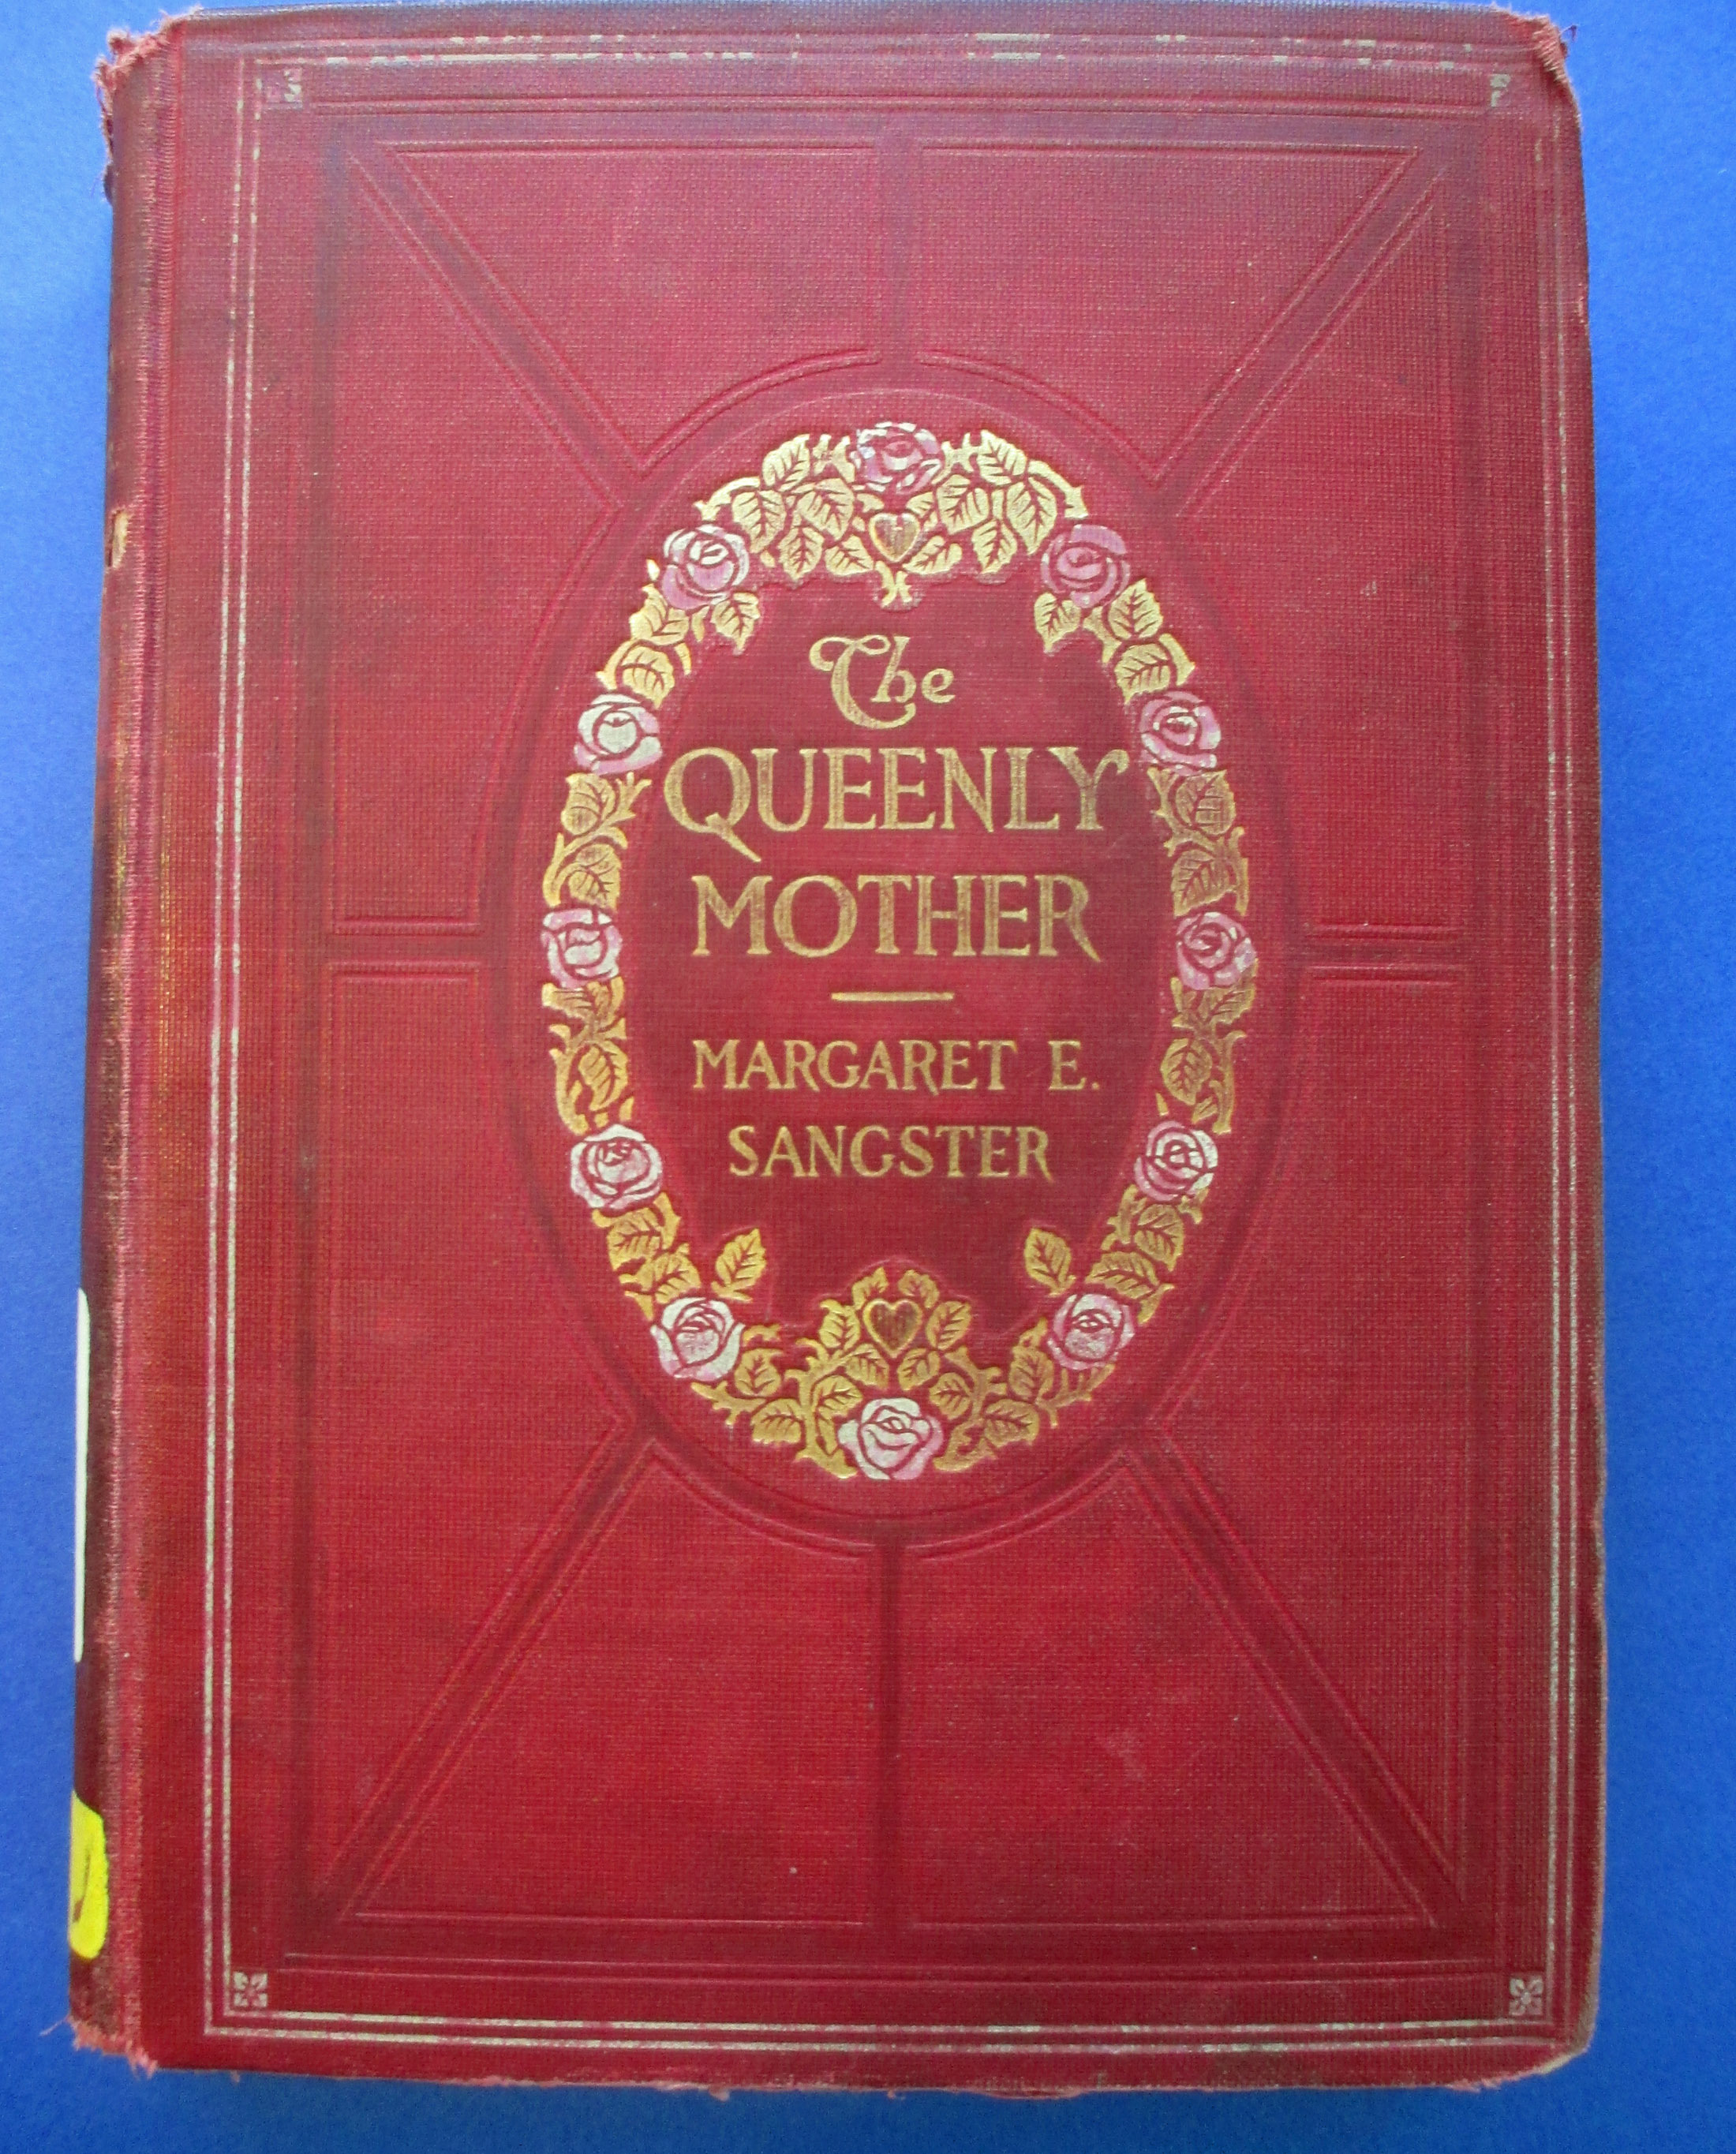 The
QUEENLY
MOTHER
MARGARET E.
SANGSTER